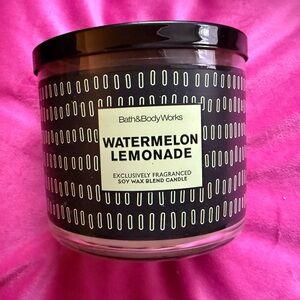 Bath&BodyWorks
WATERMELON
LEMONADE
EXCLUSIVELY FRAGRANCED
SOY WAX BLEND CANDLE